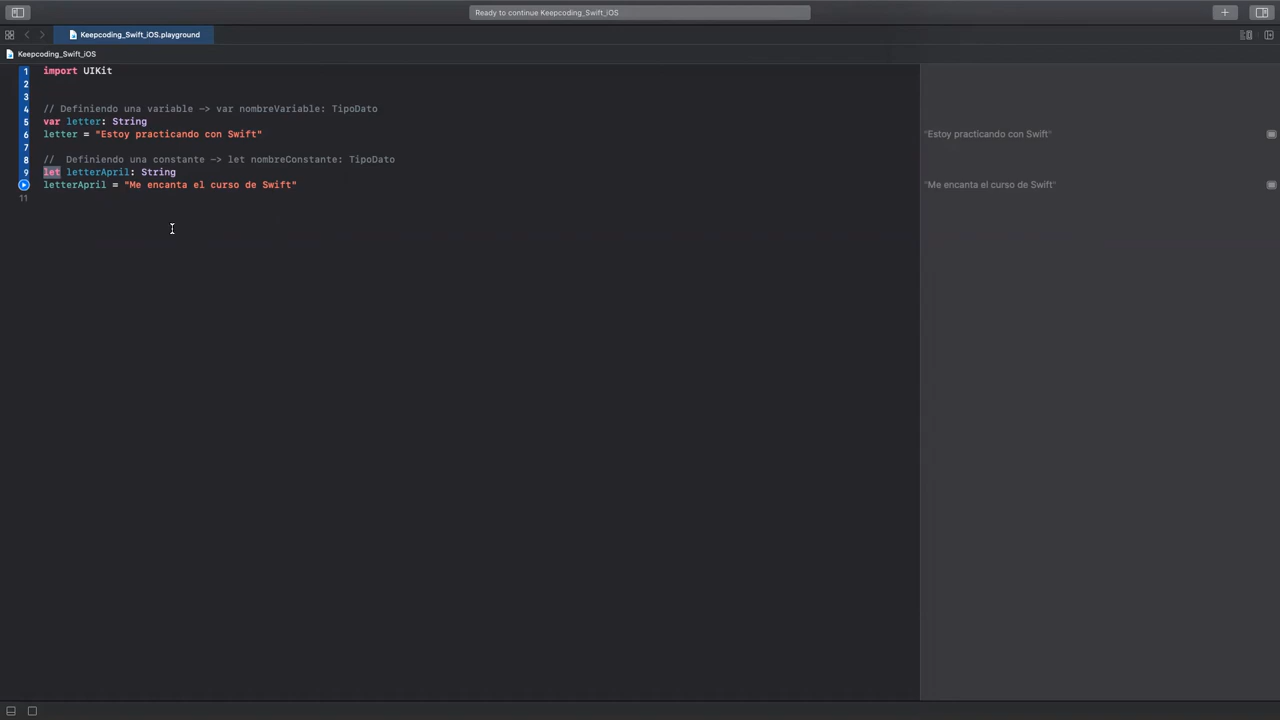 Ready to continue Keepcoding_Swift_iOS
Keepcoding_Swift_iOS.playground
Keepcoding_Swift_iOS
1 import UIKit
2
3
4 // Definiendo una variable -> var nombreVariable: TipoDato
5 var letter: String
6 letter = "Estoy practicando con Swift"
"Estoy practicando con Swift"
7
8 //  Definiendo una constante -> let nombreConstante: TipoDato
9 let letterApril: String
letterApril = "Me encanta el curso de Swift"
"Me encanta el curso de Swift"
11